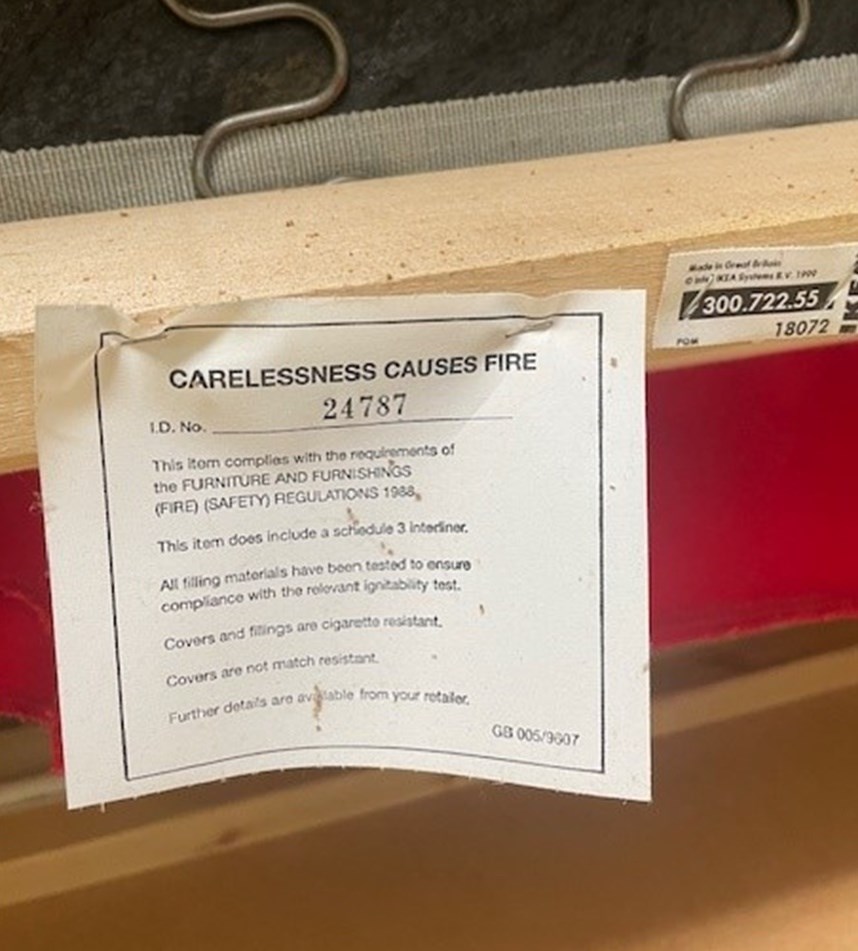 Made in Great Britain
IKEA Systems B.V. 1999
300.722.55
18072
CARELESSNESS CAUSES FIRE
24787
I.D. No.
This item complies with the requirements of
the FURNITURE AND FURNISHINGS
(FIRE) (SAFETY) REGULATIONS 1988.
This item does include a schedule 3 interliner.
All filling materials have been tested to ensure
compliance with the relevant ignitability test.
Covers and fillings are cigarette resistant.
Covers are not match resistant.
Further details are available from your retailer.
GB 005/9607